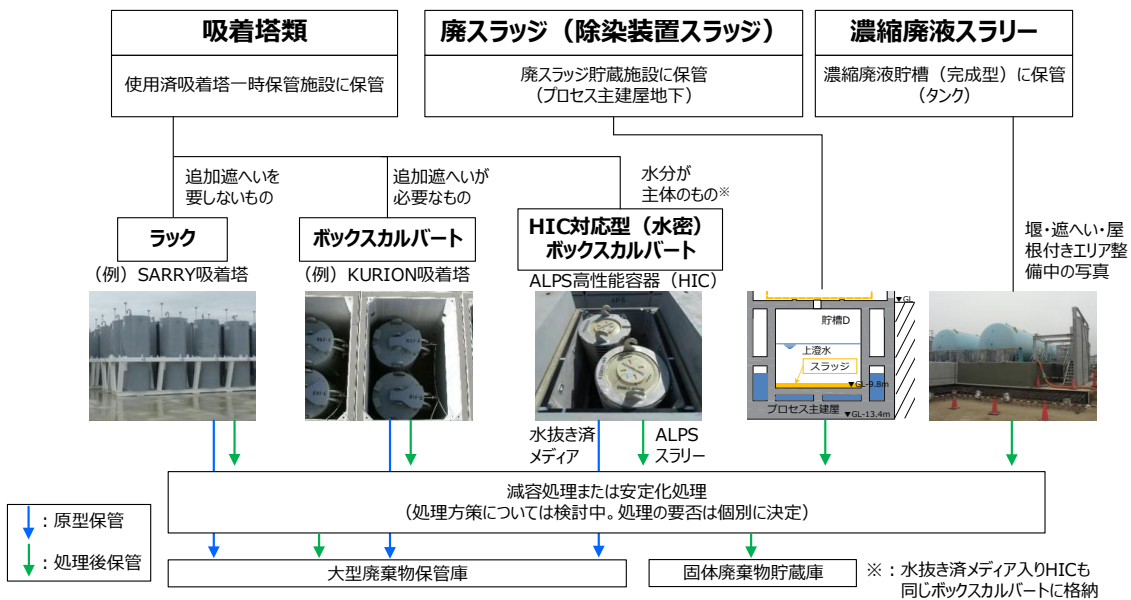 吸着塔類
使用済吸着塔一時保管施設に保管
廃スラッジ（除染装置スラッジ）
廃スラッジ貯蔵施設に保管
（プロセス主建屋地下）
濃縮廃液スラリー
濃縮廃液貯槽（完成型）に保管
（タンク）
追加遮へいを
要しないもの
追加遮へいが
必要なもの
水分が
主体のもの※
ラック
（例）SARRY吸着塔
ボックスカルバート
（例）KURION吸着塔
HIC対応型（水密）
ボックスカルバート
ALPS高性能容器（HIC）
堰・遮へい・屋
根付きエリア整
備中の写真
▼GL
貯槽D
上澄水
スラッジ
▼GL-9.8m
プロセス主建屋
▼GL-13.4m
水抜き済
メディア
ALPS
スラリー
減容処理または安定化処理
（処理方策については検討中。処理の要否は個別に決定）
：原型保管
：処理後保管
大型廃棄物保管庫
固体廃棄物貯蔵庫
※：水抜き済メディア入りHICも
同じボックスカルバートに格納